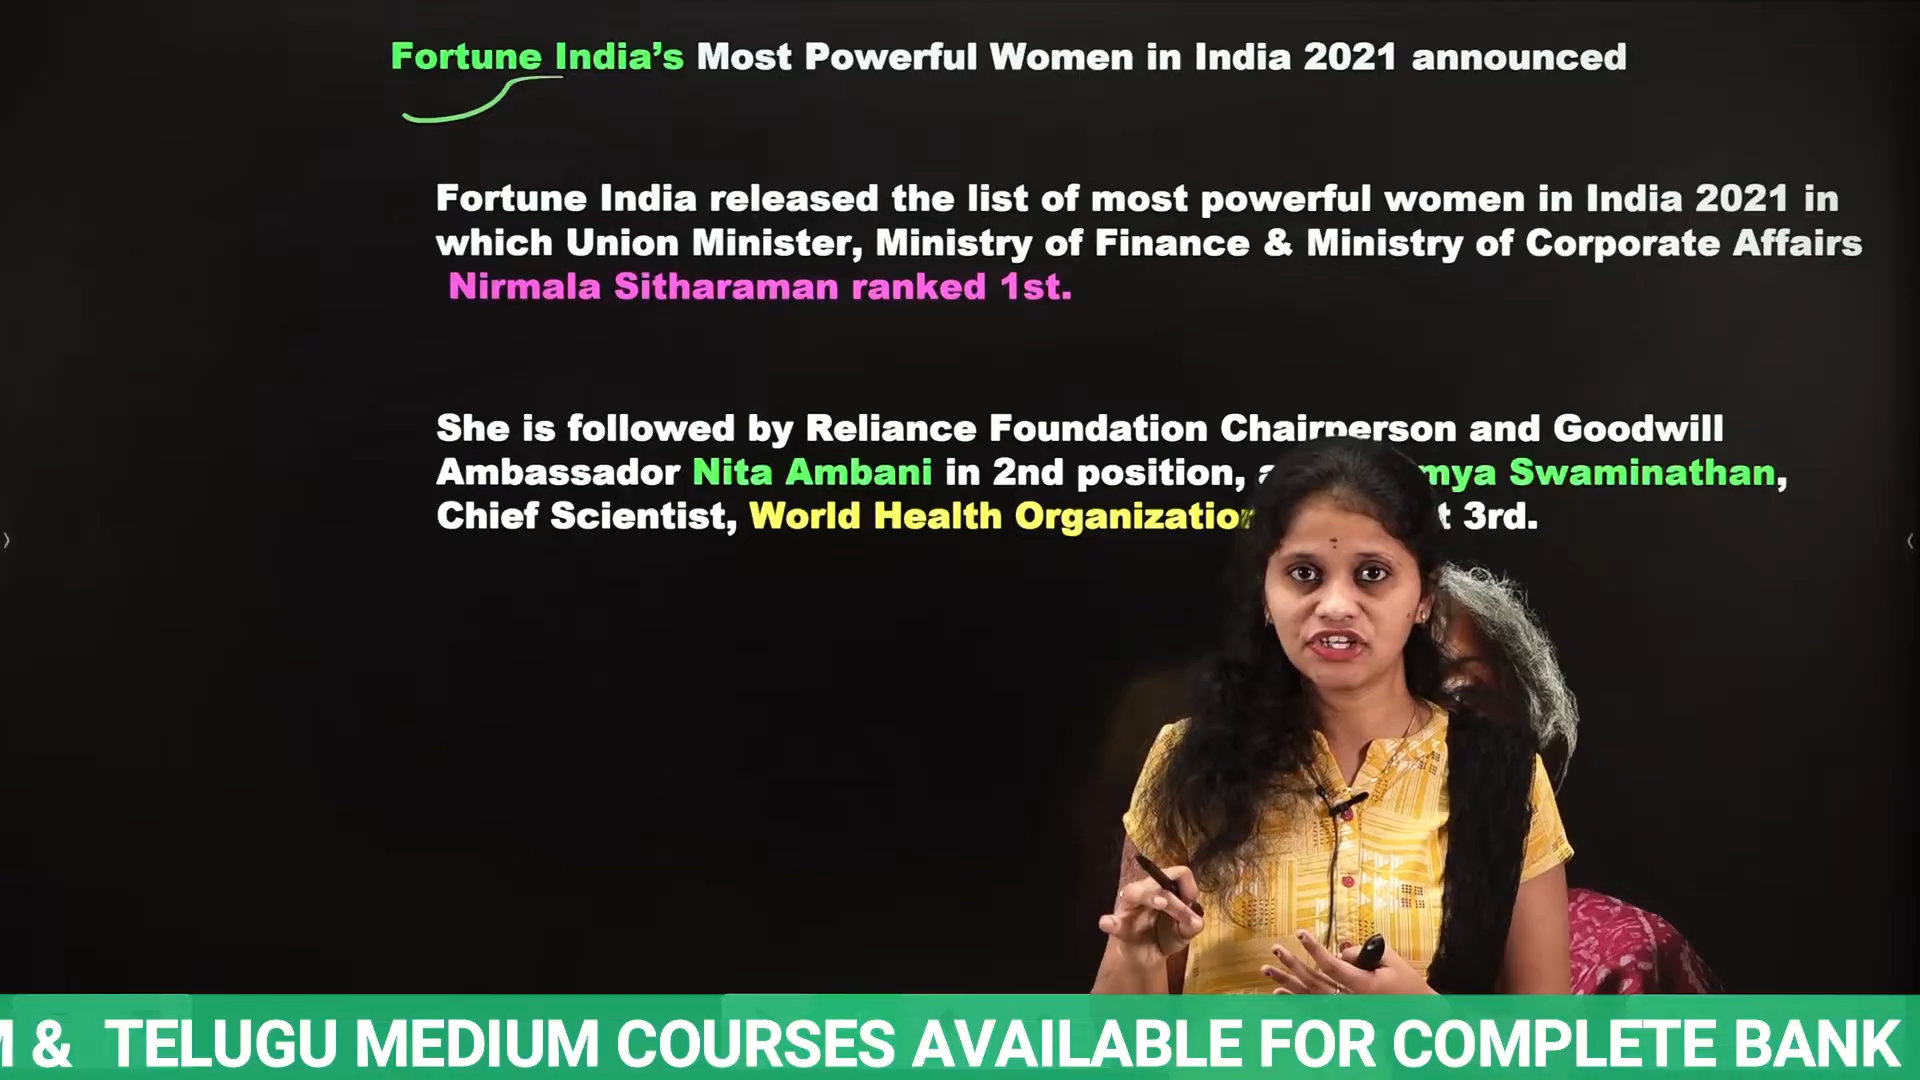 Fortune India's Most Powerful Women in India 2021 announced
Fortune India released the list of most powerful women in India 2021 in
which Union Minister, Ministry of Finance & Ministry of Corporate Affairs
Nirmala Sitharaman ranked 1st.
She is followed by Reliance Foundation Chairperson and Goodwill
Ambassador Nita Ambani in 2nd position, Swaminathan,
Chief Scientist, World Health 3rd.
& TELUGU MEDIUM COURSES AVAILABLE FOR COMPLETE BANK